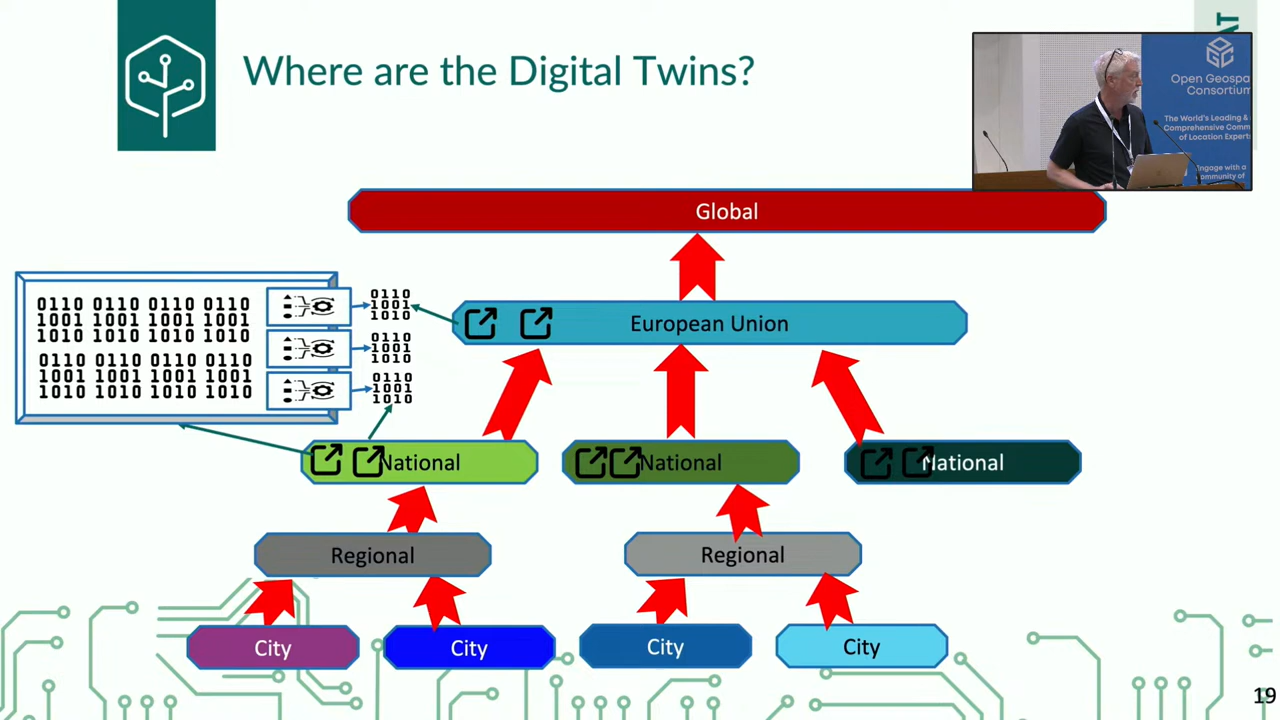 Where are the Digital Twins?
AT
Open Geospa
Consortium
The World's Leading &
Comprehensive Comm
of Location Expert
Engage with a
community of
Global
0110 0110 0110 0110
1001 1001 1001 1001
1010 1010 1010 1010
0110 0110 0110 0110
1001 1001 1001 1001
1010 1010 1010 1010
0110
1001
1010
0110
1001
1010
0110
1001
1010
European Union
National
National
National
Regional
Regional
City
City
City
City
19